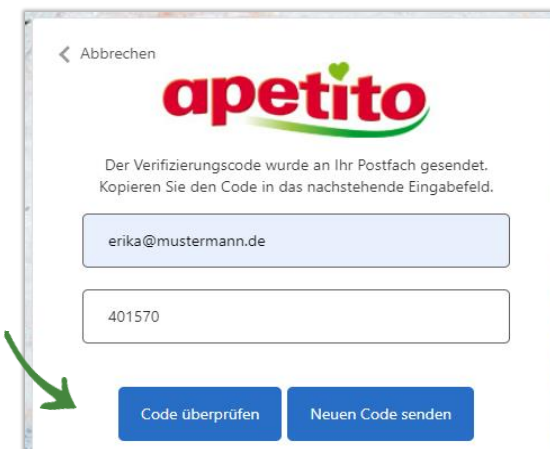 Abbrechen
apetito
Der Verifizierungscode wurde an Ihr Postfach gesendet.
Kopieren Sie den Code in das nachstehende Eingabefeld.
erika@mustermann.de
401570
Code überprüfen
Neuen Code senden